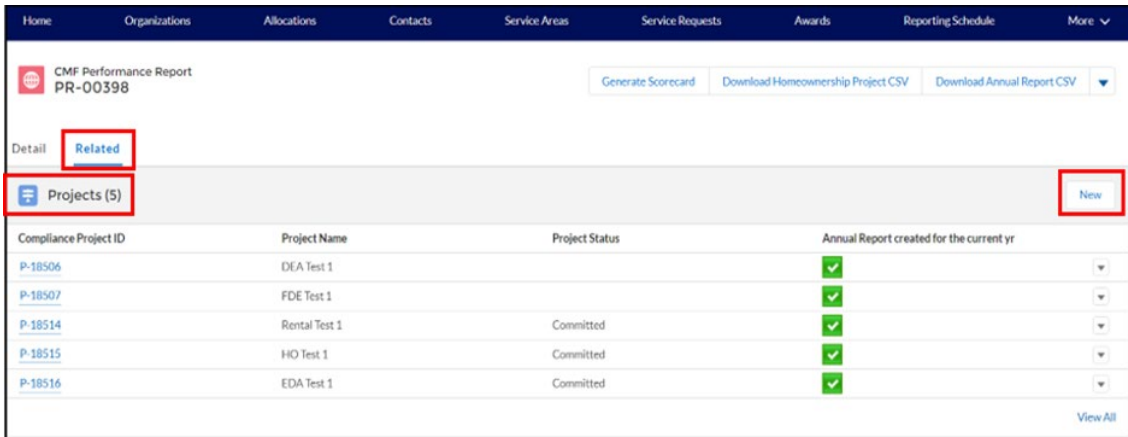 Home Organizations Allocations Contacts Service Areas Service Requests Awards Reporting Schedule More
CMF Performance Report
PR-00398
Generate Scorecard Download Homeownership Project CSV Download Annual Report CSV
Detail Related
Projects (5)
New
Compliance Project ID Project Name Project Status Annual Report created for the current yr
P-18506 DEA Test 1
P-18507 FDE Test 1
P-18514 Rental Test 1 Committed
P-18515 HO Test 1 Committed
P-18516 EDA Test 1 Committed
View All